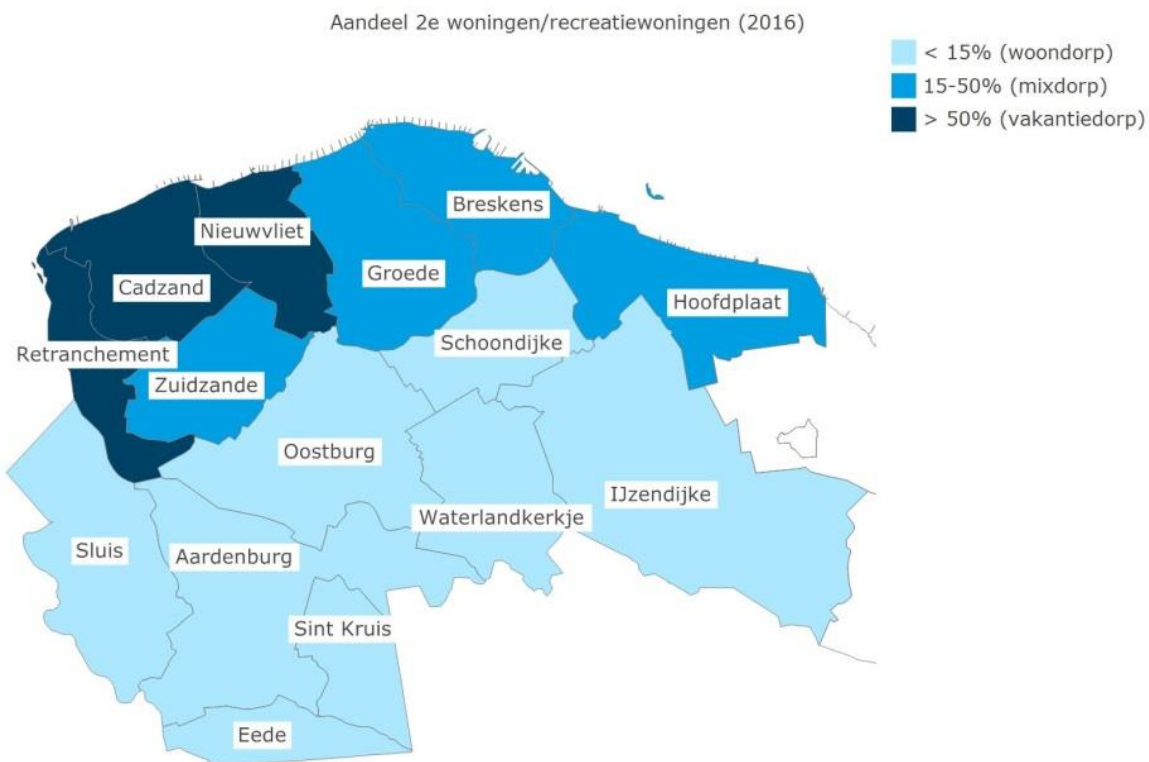 Aandeel 2e woningen/recreatiewoningen (2016)
< 15% (woondorp)
15-50% (mixdorp)
> 50% (vakantiedorp)
Breskens
Nieuwvliet
Groede
Cadzand
Hoofdplaat
Schoondijke
Retranchement
Zuidzande
Oostburg
IJzendijke
Waterlandkerkje
Sluis
Aardenburg
Sint Kruis
Eede